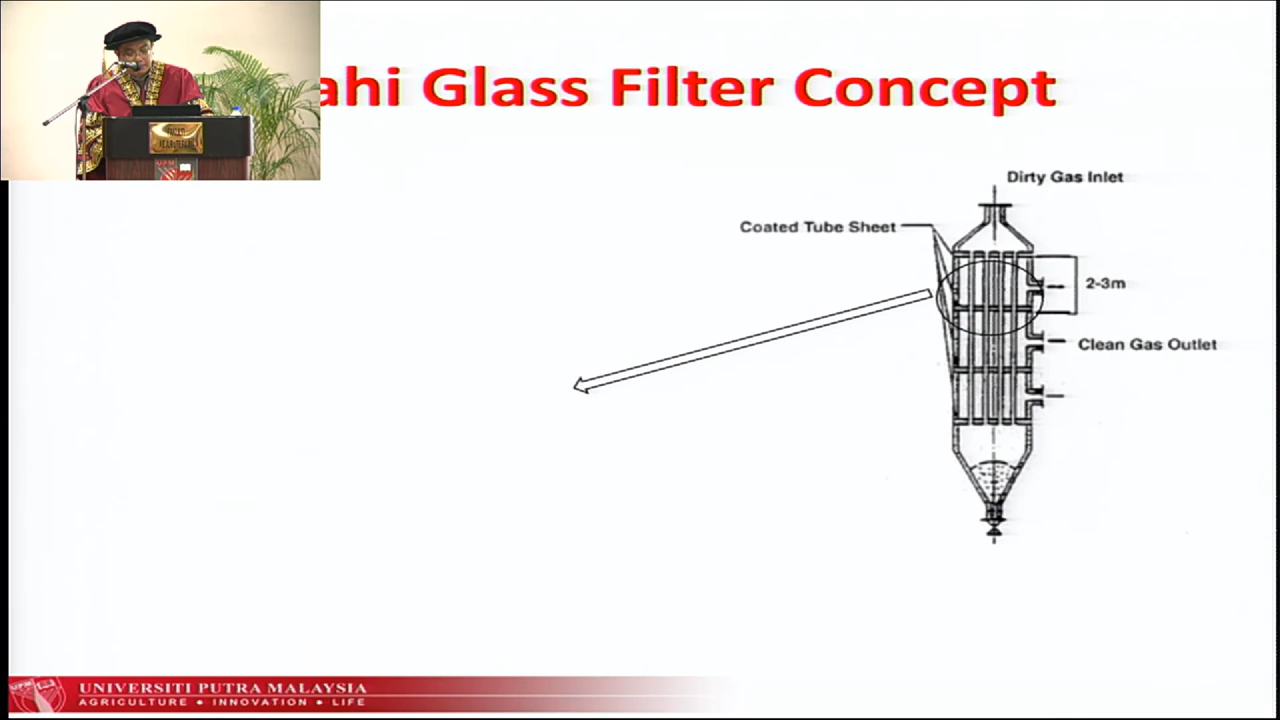 ahi Glass Filter Concept
Dirty Gas Inlet
Coated Tube Sheet
2-3m
Clean Gas Outlet
UPM
UNIVERSITI PUTRA MALAYSIA
AGRICULTURE • INNOVATION • LIFE